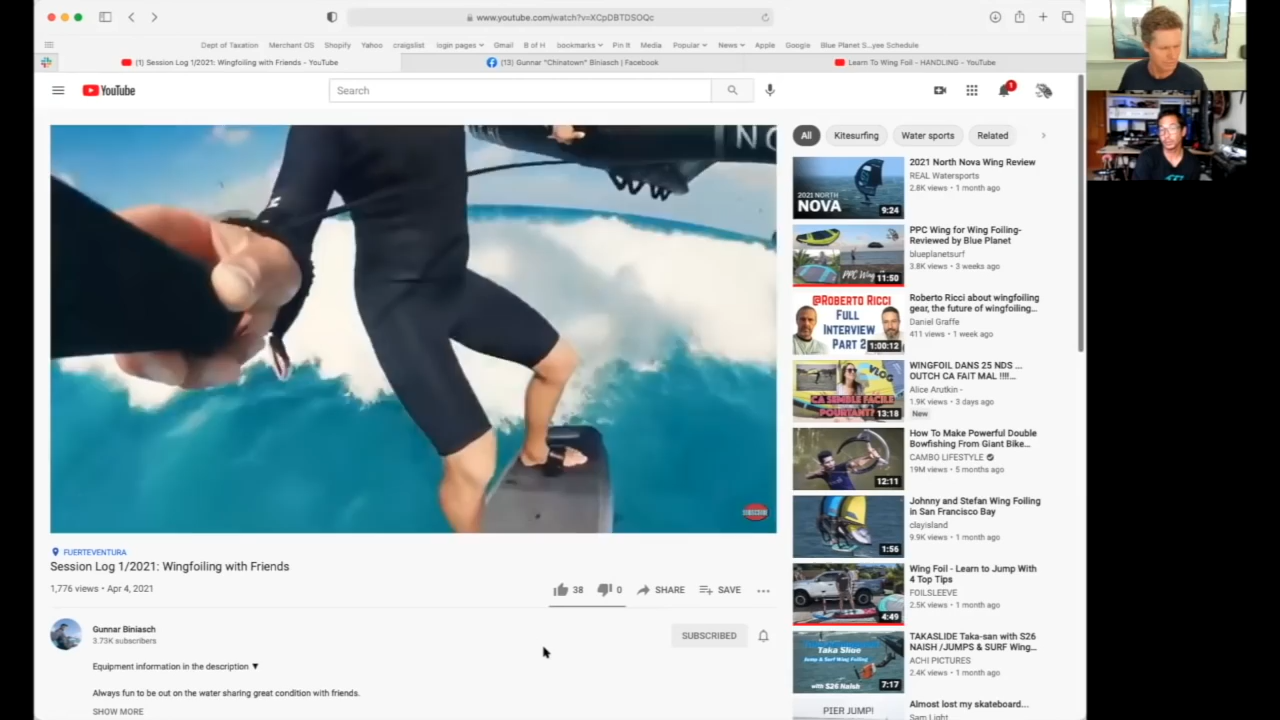 www.youtube.com/watch?v=XCpDBTDSOQc
Dept of Taxation Merchant OS Shopify Yahoo craigslist login pages Gmail B of H bookmarks Pin It Media Popular News Apple Google Blue Planet S...yee Schedule
(1) Session Log 1/2021: Wingfoiling with Friends - YouTube
(13) Gunnar "Chinatown" Biniasch | Facebook
Learn To Wing Foil - HANDLING - YouTube
YouTube
Search
1
All
Kitesurfing
Water sports
Related
2021 North Nova Wing Review
REAL Watersports
2.8K views • 1 month ago
2021 NORTH
NOVA
9:24
PPC Wing for Wing Foiling-
Reviewed by Blue Planet
blueplanetsurf
3.8K views • 3 weeks ago
PPC Wing
11:50
Roberto Ricci about wingfoiling
gear, the future of wingfoiling...
Daniel Graffe
411 views • 1 week ago
@ROBERTO RICCI
FULL
INTERVIEW
PART 2
1:00:12
WINGFOIL DANS 25 NDS ...
OUTCH CA FAIT MAL !!!!...
Alice Arutkin -
1.9K views • 3 days ago
New
VLOG
CA SEMBLE FACILE
POURTANT?
13:18
How To Make Powerful Double
Bowfishing From Giant Bike...
CAMBO LIFESTYLE
19M views • 5 months ago
12:11
Johnny and Stefan Wing Foiling
in San Francisco Bay
clayisland
9.9K views • 1 month ago
1:56
Wing Foil - Learn to Jump With
4 Top Tips
FOILSLEEVE
2.5K views • 1 month ago
4:49
TAKASLIDE Taka-san with S26
NAISH /JUMPS & SURF Wing...
ACHI PICTURES
2.4K views • 1 month ago
Taka Slide
Jump & Surf Wing Foiling
with S26 Naish
7:17
Almost lost my skateboard...
Sam Light
PIER JUMP!
FUERTEVENTURA
Session Log 1/2021: Wingfoiling with Friends
1,776 views • Apr 4, 2021
38
0
SHARE
SAVE
Gunnar Biniasch
3.73K subscribers
SUBSCRIBED
Equipment information in the description ▼
Always fun to be out on the water sharing great condition with friends.
SHOW MORE